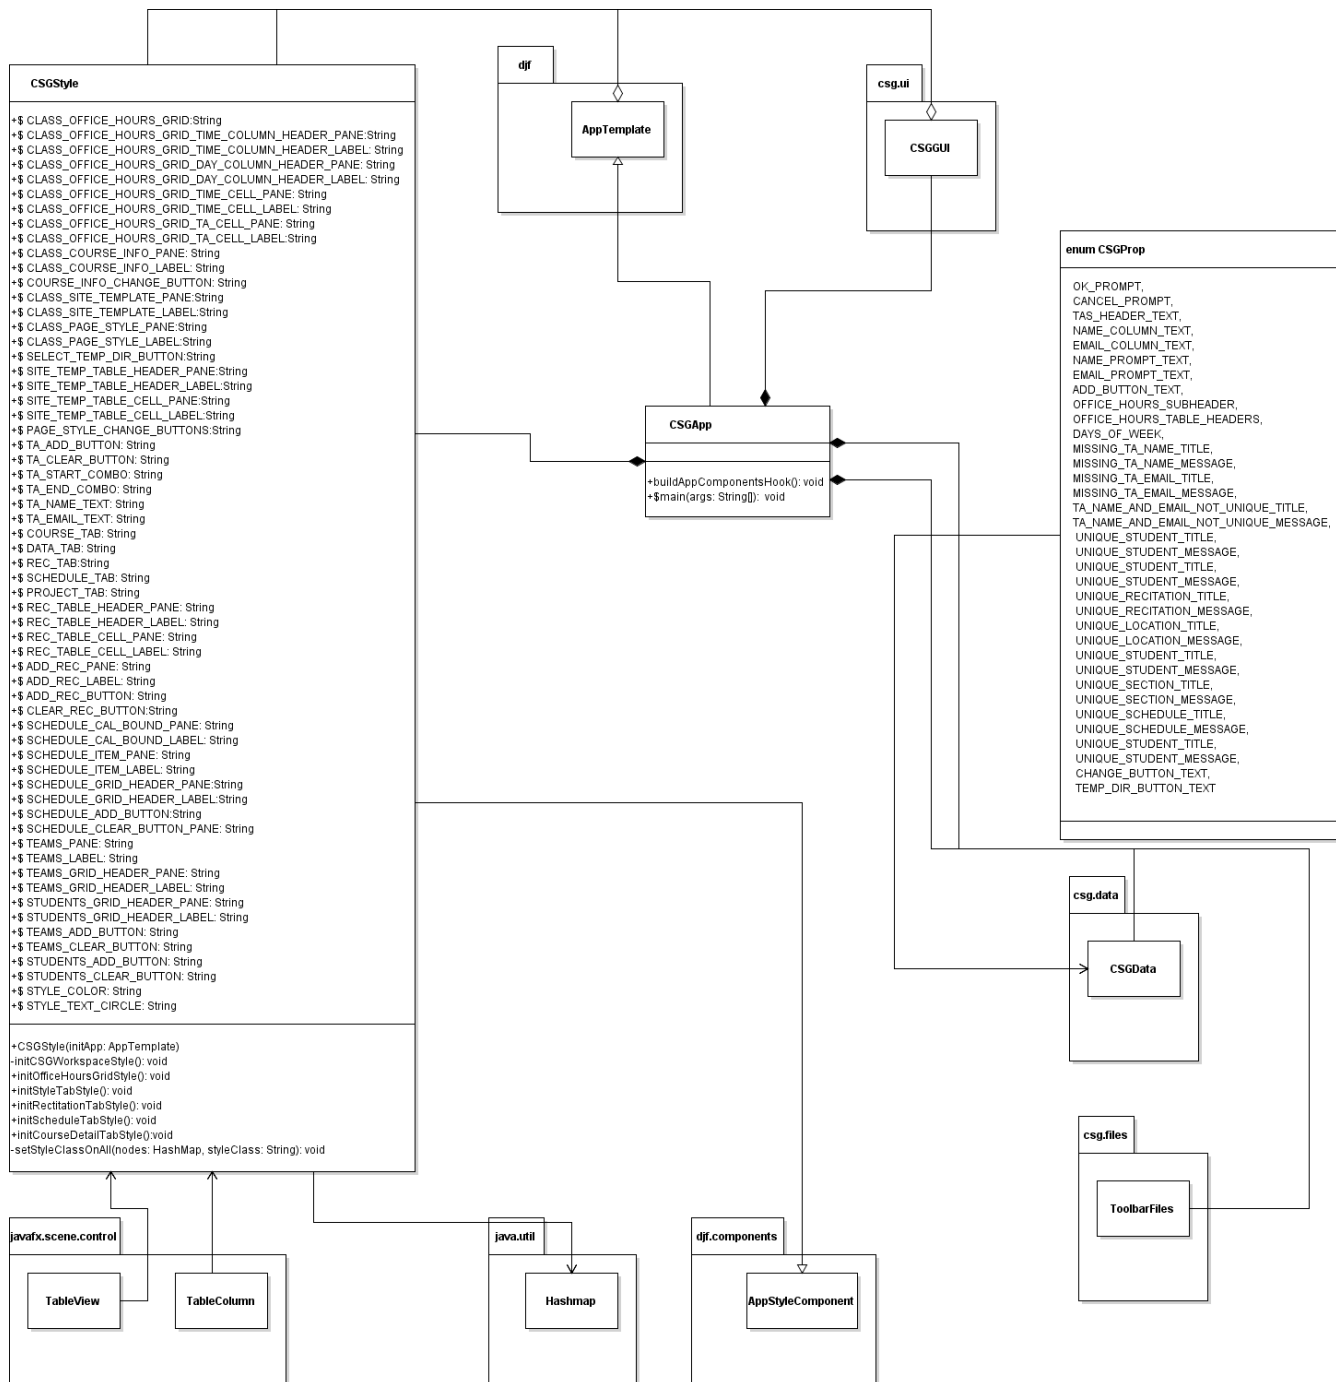 CSGStyle
+$ CLASS_OFFICE_HOURS_GRID:String
+$ CLASS_OFFICE_HOURS_GRID_TIME_COLUMN_HEADER_PANE:String
+$ CLASS_OFFICE_HOURS_GRID_TIME_COLUMN_HEADER_LABEL: String
+$ CLASS_OFFICE_HOURS_GRID_DAY_COLUMN_HEADER_PANE: String
+$ CLASS_OFFICE_HOURS_GRID_DAY_COLUMN_HEADER_LABEL: String
+$ CLASS_OFFICE_HOURS_GRID_TIME_CELL_PANE: String
+$ CLASS_OFFICE_HOURS_GRID_TIME_CELL_LABEL: String
+$ CLASS_OFFICE_HOURS_GRID_TA_CELL_PANE: String
+$ CLASS_OFFICE_HOURS_GRID_TA_CELL_LABEL:String
+$ CLASS_COURSE_INFO_PANE: String
+$ CLASS_COURSE_INFO_LABEL: String
+$ COURSE_INFO_CHANGE_BUTTON: String
+$ CLASS_SITE_TEMPLATE_PANE:String
+$ CLASS_SITE_TEMPLATE_LABEL: String
+$ CLASS_PAGE_STYLE_PANE:String
+$ CLASS_PAGE_STYLE_LABEL:String
+$ SELECT_TEMP_DIR_BUTTON:String
+$ SITE_TEMP_TABLE_HEADER_PANE:String
+$ SITE_TEMP_TABLE_HEADER_LABEL:String
+$ SITE_TEMP_TABLE_CELL_PANE:String
+$ SITE_TEMP_TABLE_CELL_LABEL:String
+$ PAGE_STYLE_CHANGE_BUTTONS:String
+$ TA_ADD_BUTTON: String
+$ TA_CLEAR_BUTTON: String
+$ TA_START_COMBO: String
+$ TA_END_COMBO: String
+$ TA_NAME_TEXT: String
+$ TA_EMAIL_TEXT: String
+$ COURSE_TAB: String
+$ DATA_TAB: String
+$ REC_TAB:String
+$ SCHEDULE_TAB: String
+$ PROJECT_TAB: String
+$ REC_TABLE_HEADER_PANE: String
+$ REC_TABLE_HEADER_LABEL: String
+$ REC_TABLE_CELL_PANE: String
+$ REC_TABLE_CELL_LABEL: String
+$ ADD_REC_PANE: String
+$ ADD_REC_LABEL: String
+$ ADD_REC_BUTTON: String
+$ CLEAR_REC_BUTTON:String
+$ SCHEDULE_CAL_BOUND_PANE: String
+$ SCHEDULE_CAL_BOUND_LABEL: String
+$ SCHEDULE_ITEM_PANE: String
+$ SCHEDULE_ITEM_LABEL: String
+$ SCHEDULE_GRID_HEADER_PANE:String
+$ SCHEDULE_GRID_HEADER_LABEL:String
+$ SCHEDULE_ADD_BUTTON:String
+$ SCHEDULE_CLEAR_BUTTON_PANE: String
+$ TEAMS_PANE: String
+$ TEAMS_LABEL: String
+$ TEAMS_GRID_HEADER_PANE: String
+$ TEAMS_GRID_HEADER_LABEL: String
+$ STUDENTS_GRID_HEADER_PANE: String
+$ STUDENTS_GRID_HEADER_LABEL: String
+$ TEAMS_ADD_BUTTON: String
+$ TEAMS_CLEAR_BUTTON: String
+$ STUDENTS_ADD_BUTTON: String
+$ STUDENTS_CLEAR_BUTTON: String
+$ STYLE_COLOR: String
+$ STYLE_TEXT_CIRCLE: String
+CSGStyle(initApp: AppTemplate)
-initCSGWorkspaceStyle(): void
+initOfficeHoursGridStyle(): void
+initStyleTabStyle(): void
+initRectitationTabStyle(): void
+initScheduleTabStyle(): void
+initCourseDetailTabStyle():void
-setStyleClassOnAll(nodes: HashMap, styleClass: String): void
djf
AppTemplate
csg.ui
CSGGUI
CSGApp
+buildAppComponentsHook(): void
+$main(args: String[]): void
enum CSGProp
OK_PROMPT,
CANCEL_PROMPT,
TAS_HEADER_TEXT,
NAME_COLUMN_TEXT,
EMAIL_COLUMN_TEXT,
NAME_PROMPT_TEXT,
EMAIL_PROMPT_TEXT,
ADD_BUTTON_TEXT,
OFFICE_HOURS_SUBHEADER,
OFFICE_HOURS_TABLE_HEADERS,
DAYS_OF_WEEK,
MISSING_TA_NAME_TITLE,
MISSING_TA_NAME_MESSAGE,
MISSING_TA_EMAIL_TITLE,
MISSING_TA_EMAIL_MESSAGE,
TA_NAME_AND_EMAIL_NOT_UNIQUE_TITLE,
TA_NAME_AND_EMAIL_NOT_UNIQUE_MESSAGE,
UNIQUE_STUDENT_TITLE,
UNIQUE_STUDENT_MESSAGE,
UNIQUE_STUDENT_TITLE,
UNIQUE_STUDENT_MESSAGE,
UNIQUE_RECITATION_TITLE,
UNIQUE_RECITATION_MESSAGE,
UNIQUE_LOCATION_TITLE,
UNIQUE_LOCATION_MESSAGE,
UNIQUE_STUDENT_TITLE,
UNIQUE_STUDENT_MESSAGE,
UNIQUE_SECTION_TITLE,
UNIQUE_SECTION_MESSAGE,
UNIQUE_SCHEDULE_TITLE,
UNIQUE_SCHEDULE_MESSAGE,
UNIQUE_STUDENT_TITLE,
UNIQUE_STUDENT_MESSAGE,
CHANGE_BUTTON_TEXT,
TEMP_DIR_BUTTON_TEXT
csg.data
CSGData
csg.files
ToolbarFiles
javafx.scene.control
TableView
TableColumn
java.util
Hashmap
djf.components
AppStyleComponent